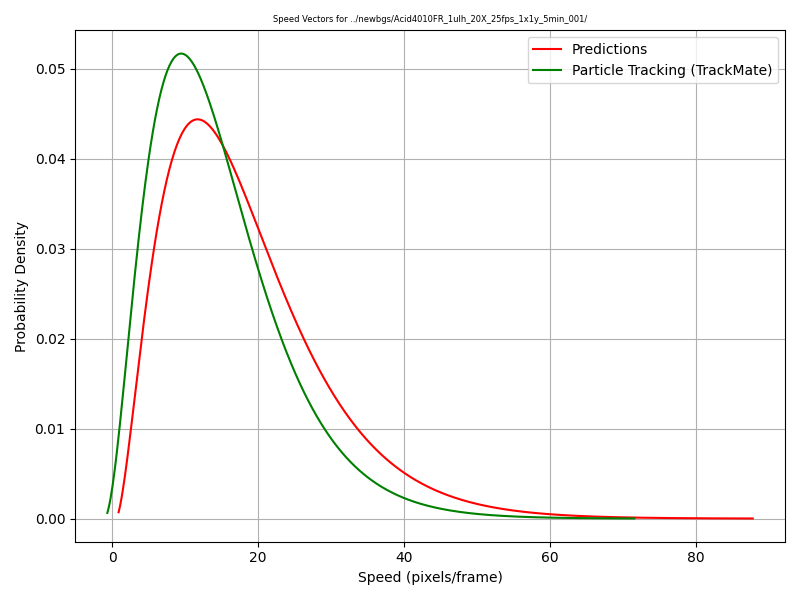 Speed Vectors for ../newbgs/Acid4010FR_1ulh_20X_25fps_1x1y_5min_001/
Predictions
Particle Tracking (TrackMate)
0.05
0.04
0.03
0.02
0.01
0.00
Probability Density
0 20 40 60 80
Speed (pixels/frame)